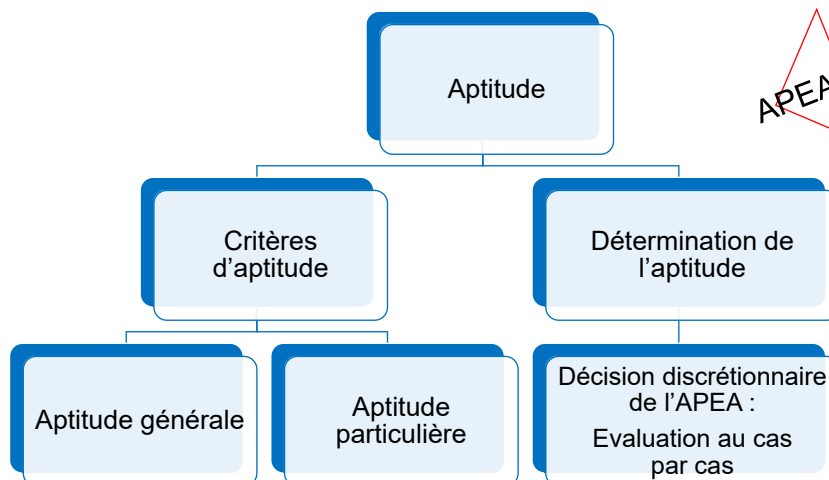 Aptitude
APEA
Critères
d'aptitude
Détermination de
l'aptitude
Aptitude générale
Aptitude
particulière
Décision discrétionnaire
de l'APEA :
Evaluation au cas
par cas